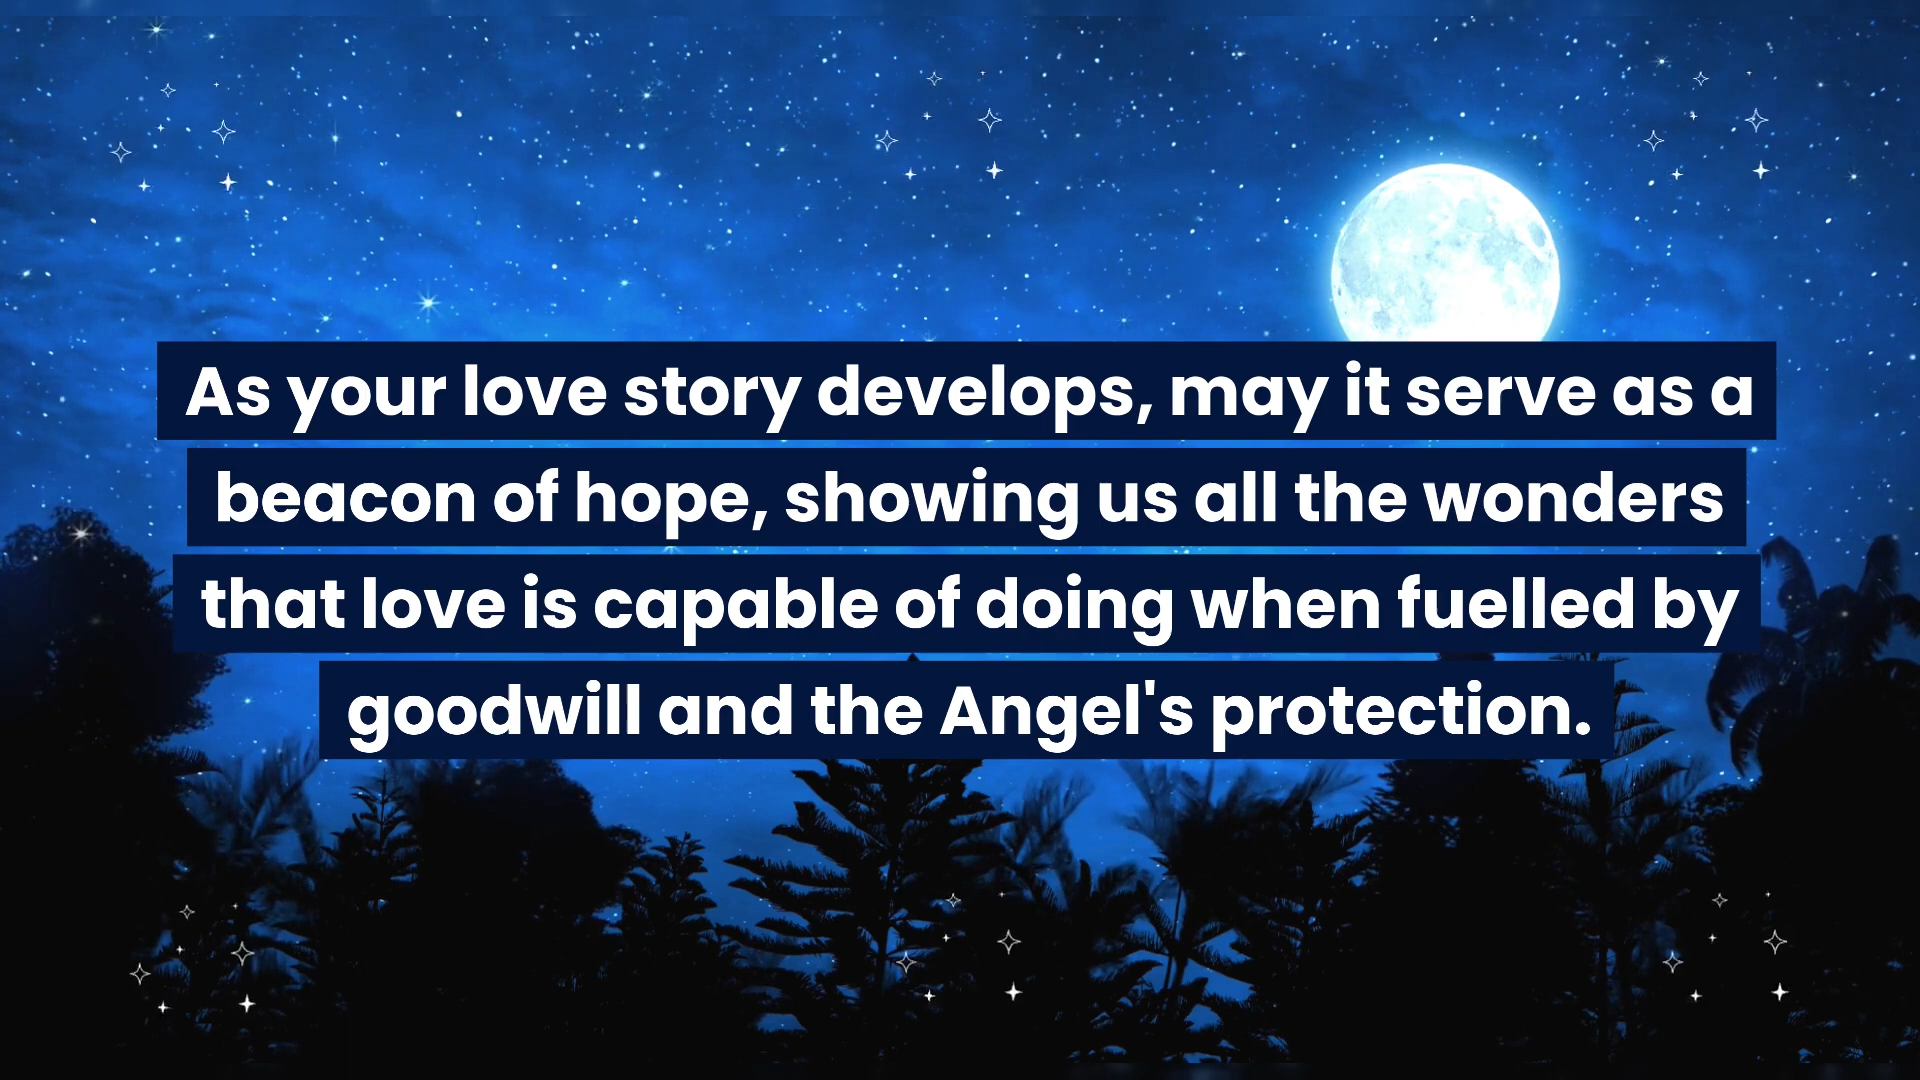 As your love story develops, may it serve as a
beacon of hope, showing us all the wonders
that love is capable of doing when fuelled by
goodwill and the Angel's protection.